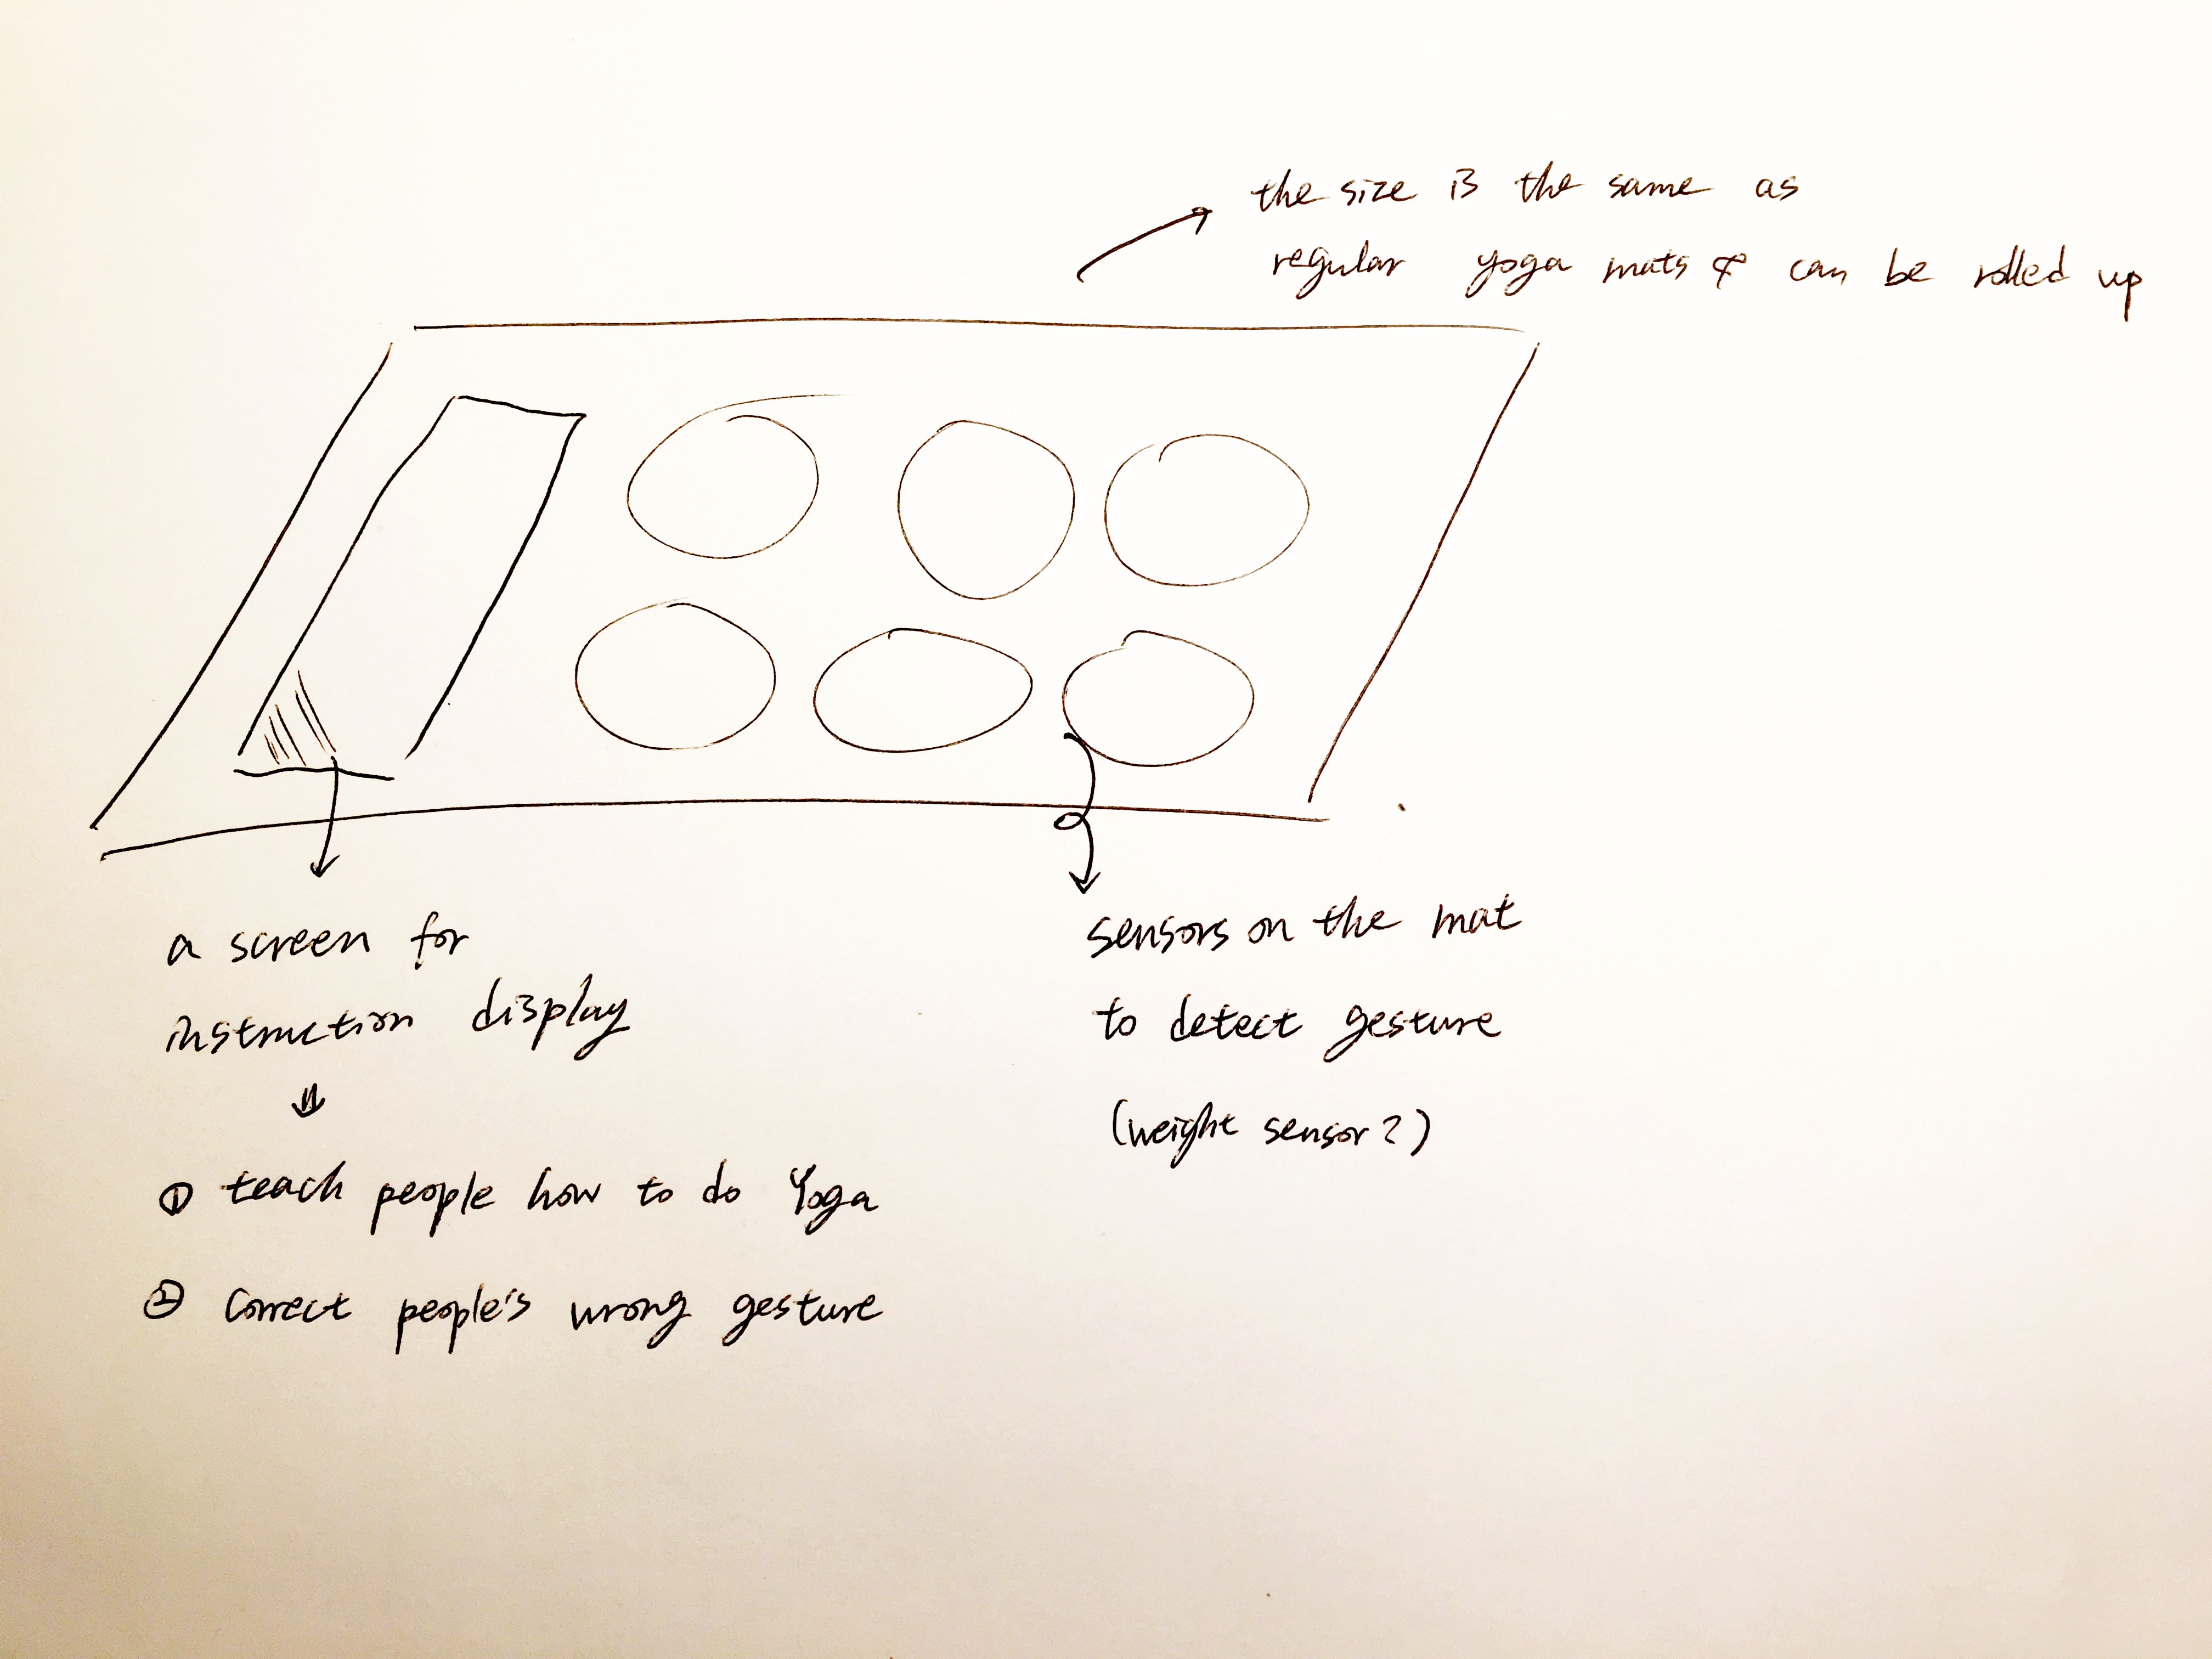 the size is the same as
regular yoga mats & can be rolled up
a screen for
instruction display
① teach people how to do Yoga
② correct people's wrong gesture
sensors on the mat
to detect gesture
(weight sensor?)